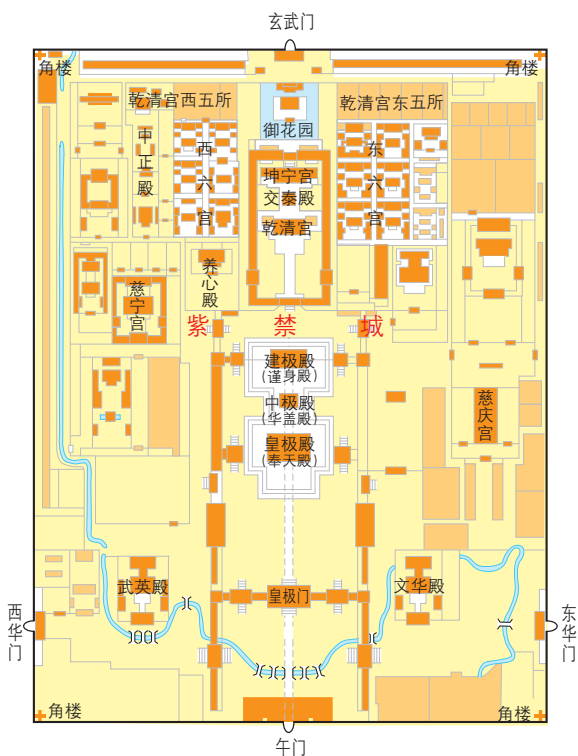 玄武门
角楼
角楼
乾清宫西五所
乾清宫东五所
御花园
中正殿
西六宫
东六宫
坤宁宫
交泰殿
乾清宫
养心殿
慈宁宫
紫禁城
建极殿
(谨身殿)
中极殿
(华盖殿)
皇极殿
(奉天殿)
慈庆宫
武英殿
文华殿
皇极门
西华门
东华门
角楼
角楼
午门